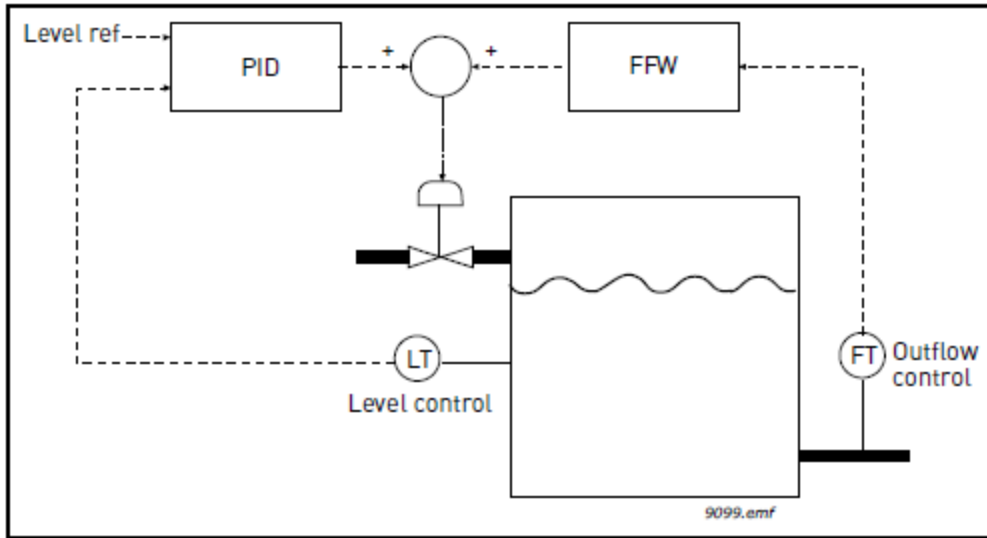 Level ref
PID
+
+
FFW
LT
Level control
FT
Outflow
control
9099.emf